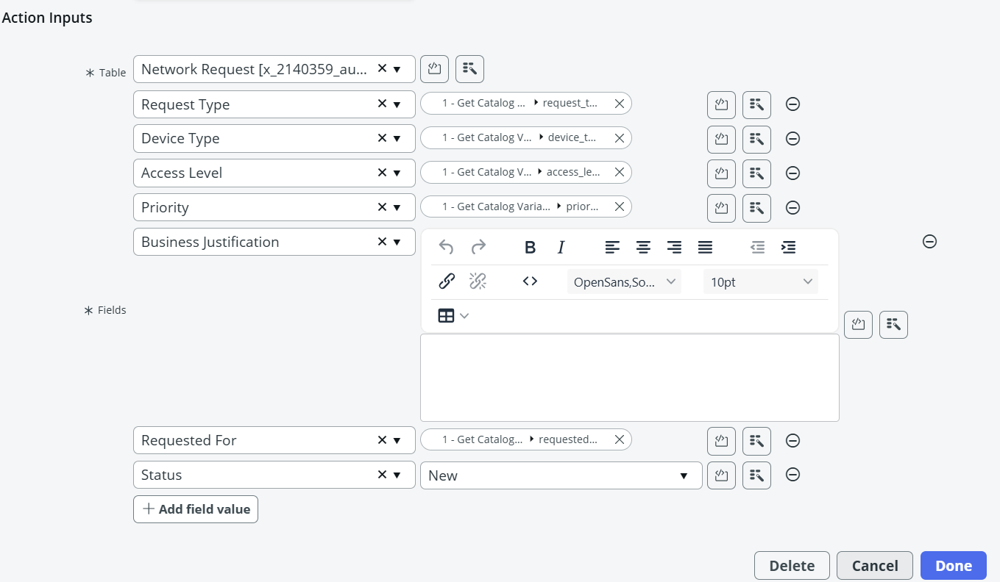 Action Inputs
Table
Network Request [x_2140359_au...
Request Type
1 - Get Catalog ... request_t...
Device Type
1 - Get Catalog V... device_t...
Access Level
1 - Get Catalog V... access_le...
Priority
1 - Get Catalog Varia... prior...
Business Justification
B I
OpenSans,So... 10pt
Fields
Requested For
1 - Get Catalog... requested...
Status
New
Add field value
Delete Cancel Done